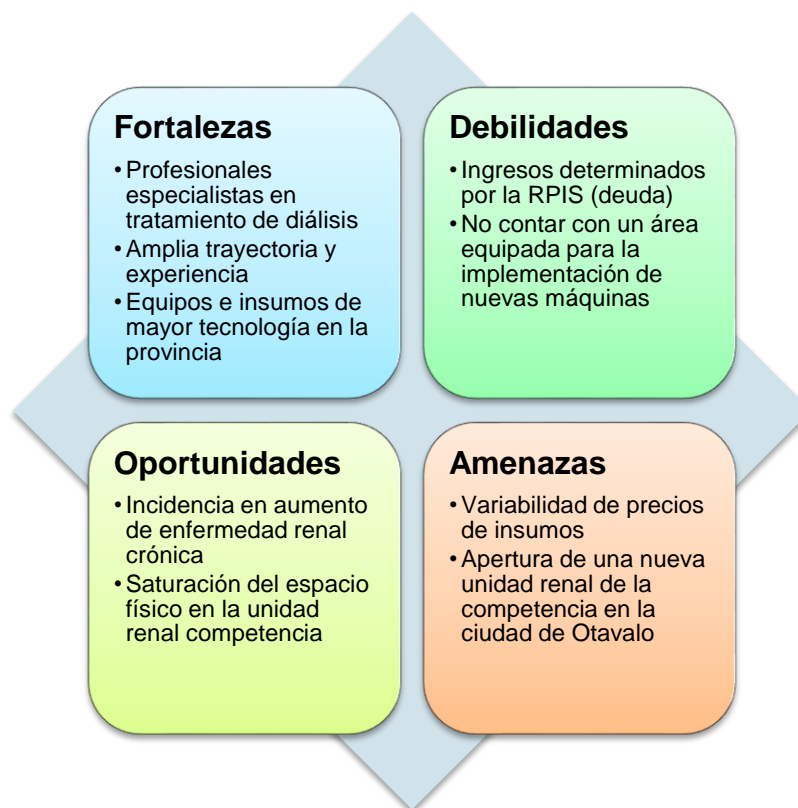 Fortalezas
• Profesionales
especialistas en
tratamiento de diálisis
• Amplia trayectoria y
experiencia
• Equipos e insumos de
mayor tecnología en la
provincia
Debilidades
• Ingresos determinados
por la RPIS (deuda)
• No contar con un área
equipada para la
implementación de
nuevas máquinas
Oportunidades
• Incidencia en aumento
de enfermedad renal
crónica
• Saturación del espacio
físico en la unidad
renal competencia
Amenazas
• Variabilidad de precios
de insumos
• Apertura de una nueva
unidad renal de la
competencia en la
ciudad de Otavalo